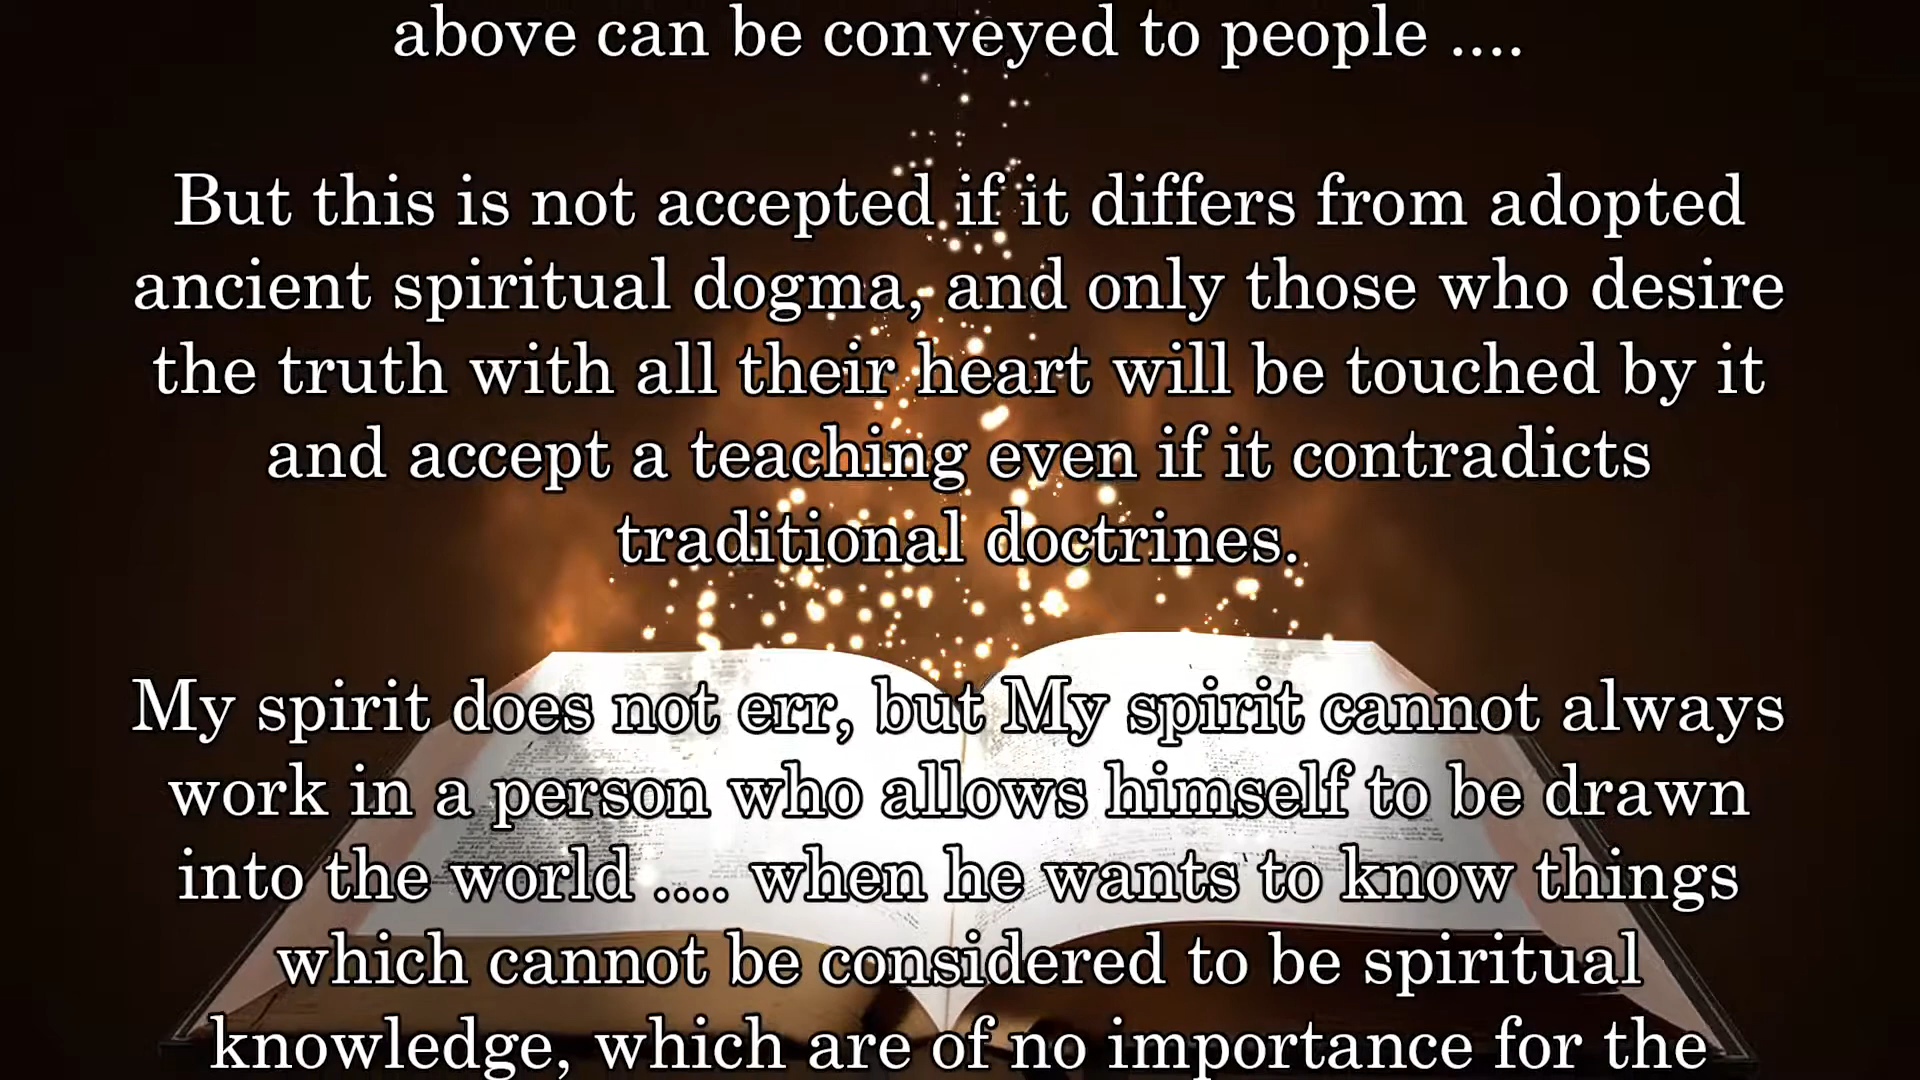 above can be conveyed to people ....
But this is not accepted if it differs from adopted
ancient spiritual dogma, and only those who desire
the truth with all their heart will be touched by it
and accept a teaching even if it contradicts
traditional doctrines.
My spirit does not err, but My spirit cannot always
work in a person who allows himself to be drawn
into the world .... when he wants to know things
which cannot be considered to be spiritual
knowledge, which are of no importance for the